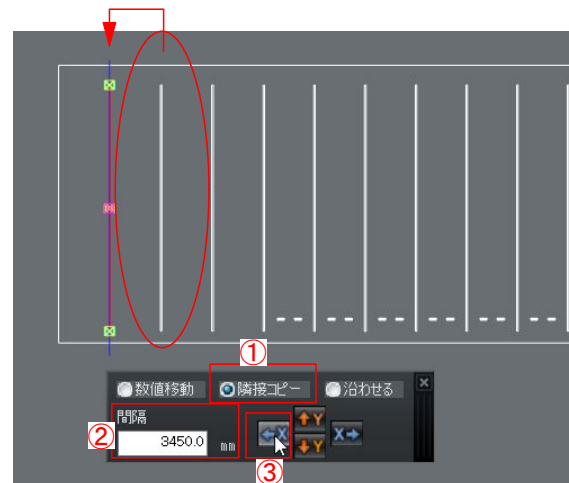 ①
数値移動 隣接コピー 沿わせる
間隔
② 3450.0 mm
←X ↑Y ↓Y X→
③